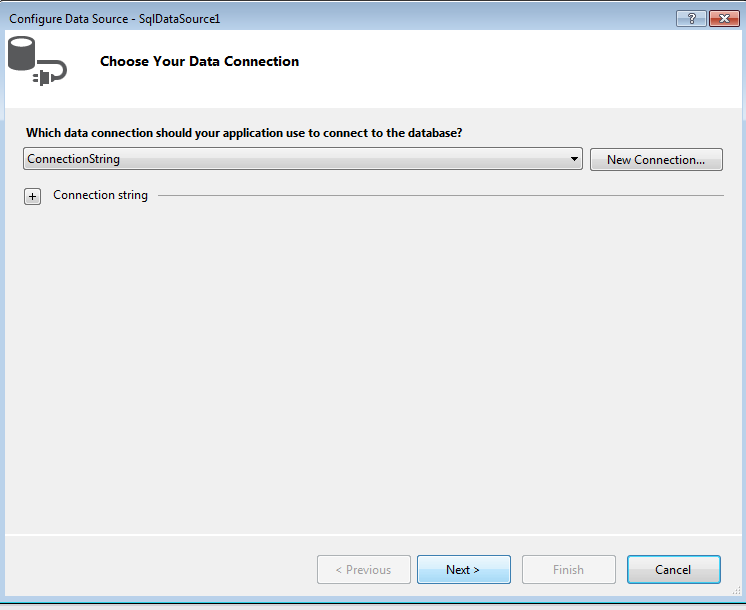 Configure Data Source - SqlDataSource1
?
Choose Your Data Connection
Which data connection should your application use to connect to the database?
ConnectionString
New Connection...
+ Connection string
< Previous
Next >
Finish
Cancel